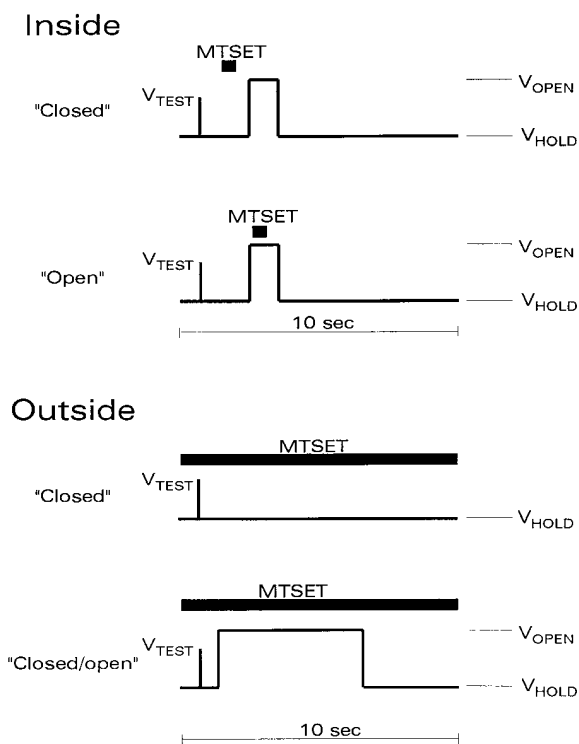 Inside
MTSET
"Closed"
VTEST
VOPEN
VHOLD
MTSET
"Open"
VTEST
VOPEN
VHOLD
10 sec
Outside
MTSET
"Closed"
VTEST
VHOLD
MTSET
"Closed/open"
VTEST
VOPEN
VHOLD
10 sec